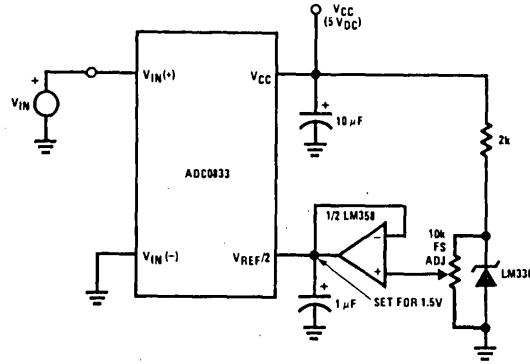 VCC
(5 VDC)
VIN(+)
VCC
+
VIN
+
10 µF
2k
ADC0833
1/2 LM358
10k
FS
ADJ
VIN(-)
VREF/2
-
+
LM336
+
1 µF
SET FOR 1.5V